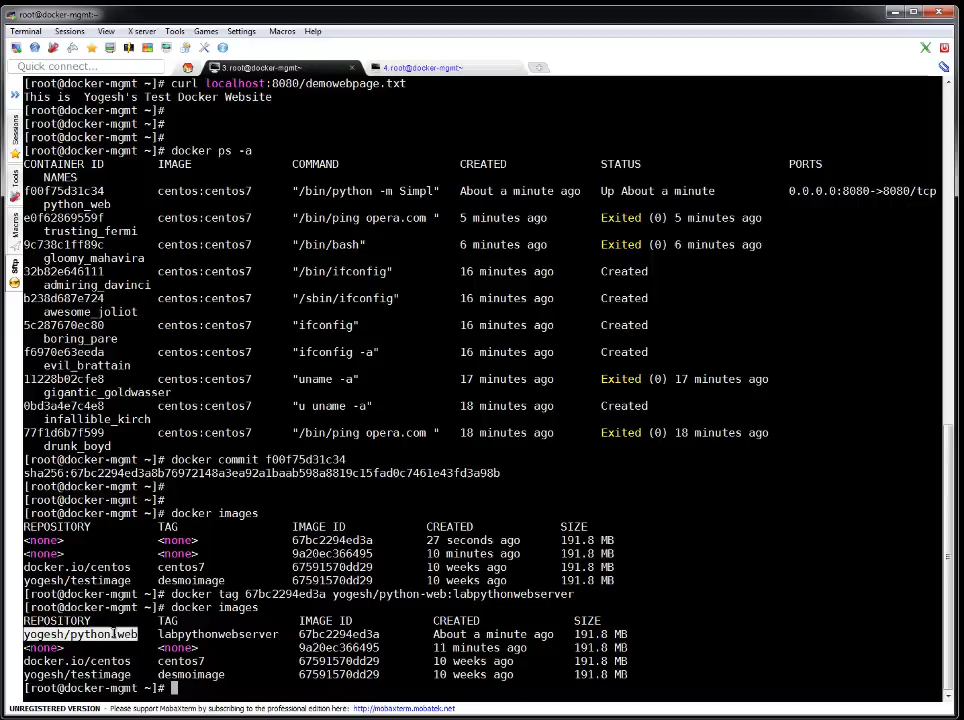 root@docker-mgmt:~
Terminal Sessions View X server Tools Games Settings Macros Help
Quick connect...
3. root@docker-mgmt:~
4. root@docker-mgmt:~
Sessions
Tools
Macros
Sftp
[root@docker-mgmt ~]# curl localhost:8080/demowebpage.txt
This is  Yogesh's Test Docker Website
[root@docker-mgmt ~]#
[root@docker-mgmt ~]#
[root@docker-mgmt ~]#
[root@docker-mgmt ~]# docker ps -a
CONTAINER ID IMAGE COMMAND CREATED STATUS PORTS
NAMES
f00f75d31c34 centos:centos7 "/bin/python -m Simpl" About a minute ago Up About a minute 0.0.0.0:8080->8080/tcp
python_web
e0f62869559f centos:centos7 "/bin/ping opera.com " 5 minutes ago Exited (0) 5 minutes ago
trusting_fermi
9c738c1ff89c centos:centos7 "/bin/bash" 6 minutes ago Exited (0) 6 minutes ago
gloomy_mahavira
32b82e646111 centos:centos7 "/bin/ifconfig" 16 minutes ago Created
admiring_davinci
b238d687e724 centos:centos7 "/sbin/ifconfig" 16 minutes ago Created
awesome_joliot
5c287670ec80 centos:centos7 "ifconfig" 16 minutes ago Created
boring_pare
f6970e63eeda centos:centos7 "ifconfig -a" 16 minutes ago Created
evil_brattain
11228b02cfe8 centos:centos7 "uname -a" 17 minutes ago Exited (0) 17 minutes ago
gigantic_goldwasser
0bd3a4e7c4e8 centos:centos7 "u uname -a" 18 minutes ago Created
infallible_kirch
77f1d6b7f599 centos:centos7 "/bin/ping opera.com " 18 minutes ago Exited (0) 18 minutes ago
drunk_boyd
[root@docker-mgmt ~]# docker commit f00f75d31c34
sha256:67bc2294ed3a8b76972148a3ea92a1baab598a8819c15fad0c7461e43fd3a98b
[root@docker-mgmt ~]#
[root@docker-mgmt ~]#
[root@docker-mgmt ~]# docker images
REPOSITORY TAG IMAGE ID CREATED SIZE
<none> <none> 67bc2294ed3a 27 seconds ago 191.8 MB
<none> <none> 9a20ec366495 10 minutes ago 191.8 MB
docker.io/centos centos7 67591570dd29 10 weeks ago 191.8 MB
yogesh/testimage desmoimage 67591570dd29 10 weeks ago 191.8 MB
[root@docker-mgmt ~]# docker tag 67bc2294ed3a yogesh/python-web:labpythonwebserver
[root@docker-mgmt ~]# docker images
REPOSITORY TAG IMAGE ID CREATED SIZE
yogesh/python-web labpythonwebserver 67bc2294ed3a About a minute ago 191.8 MB
<none> <none> 9a20ec366495 11 minutes ago 191.8 MB
docker.io/centos centos7 67591570dd29 10 weeks ago 191.8 MB
yogesh/testimage desmoimage 67591570dd29 10 weeks ago 191.8 MB
[root@docker-mgmt ~]#
UNREGISTERED VERSION - Please support MobaXterm by subscribing to the professional edition here: http://mobaxterm.mobatek.net